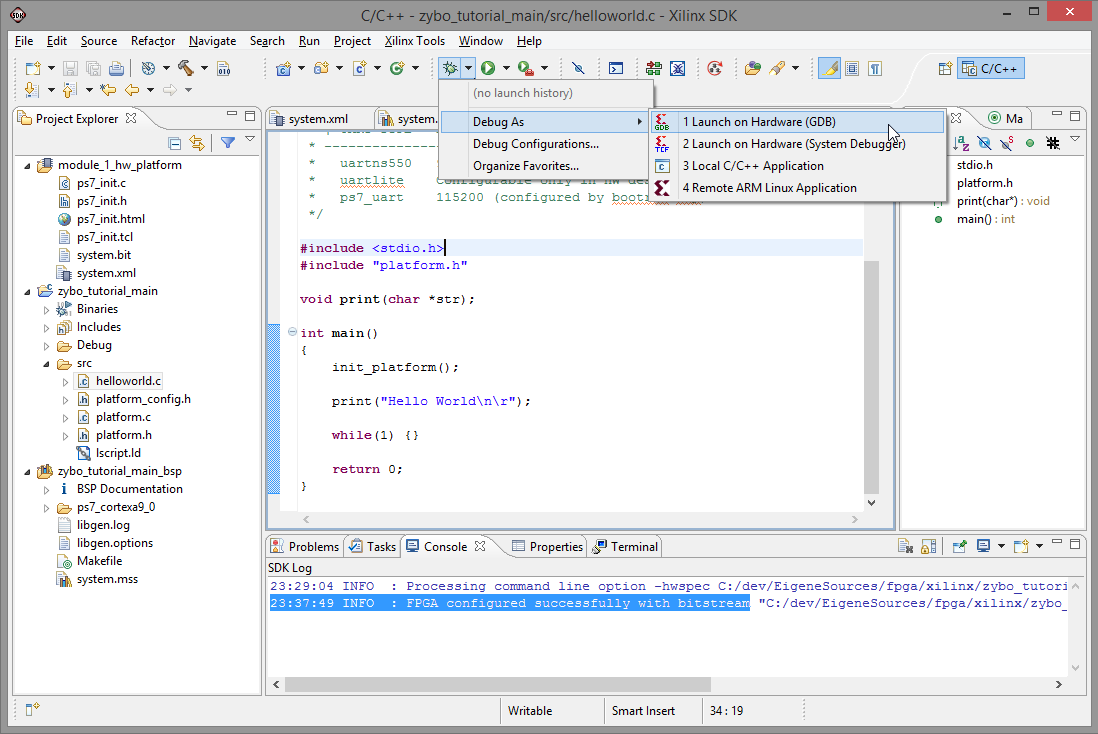 C/C++ - zybo_tutorial_main/src/helloworld.c - Xilinx SDK
File Edit Source Refactor Navigate Search Run Project Xilinx Tools Window Help
C/C++
(no launch history)
Debug As
Debug Configurations...
Organize Favorites...
1 Launch on Hardware (GDB)
2 Launch on Hardware (System Debugger)
3 Local C/C++ Application
4 Remote ARM Linux Application
Project Explorer
module_1_hw_platform
ps7_init.c
ps7_init.h
ps7_init.html
ps7_init.tcl
system.bit
system.xml
zybo_tutorial_main
Binaries
Includes
Debug
src
helloworld.c
platform_config.h
platform.c
platform.h
lscript.ld
zybo_tutorial_main_bsp
BSP Documentation
ps7_cortexa9_0
libgen.log
libgen.options
Makefile
system.mss
system.xml
system.
* ---------------
* uartns550
* uartlite Configurable only in HW de
* ps7_uart 115200 (configured by
*/
#include <stdio.h>
#include "platform.h"
void print(char *str);
int main()
{
init_platform();
print("Hello World\n\r");
while(1) {}
return 0;
}
Ma
stdio.h
platform.h
print(char*) : void
main() : int
Problems Tasks Console Properties Terminal
SDK Log
23:29:04 INFO : Processing command line option -hwspec C:/dev/EigeneSources/fpga/xilinx/zybo_tutori
23:37:49 INFO : FPGA configured successfully with bitstream "C:/dev/EigeneSources/fpga/xilinx/zybo_
Writable Smart Insert 34 : 19